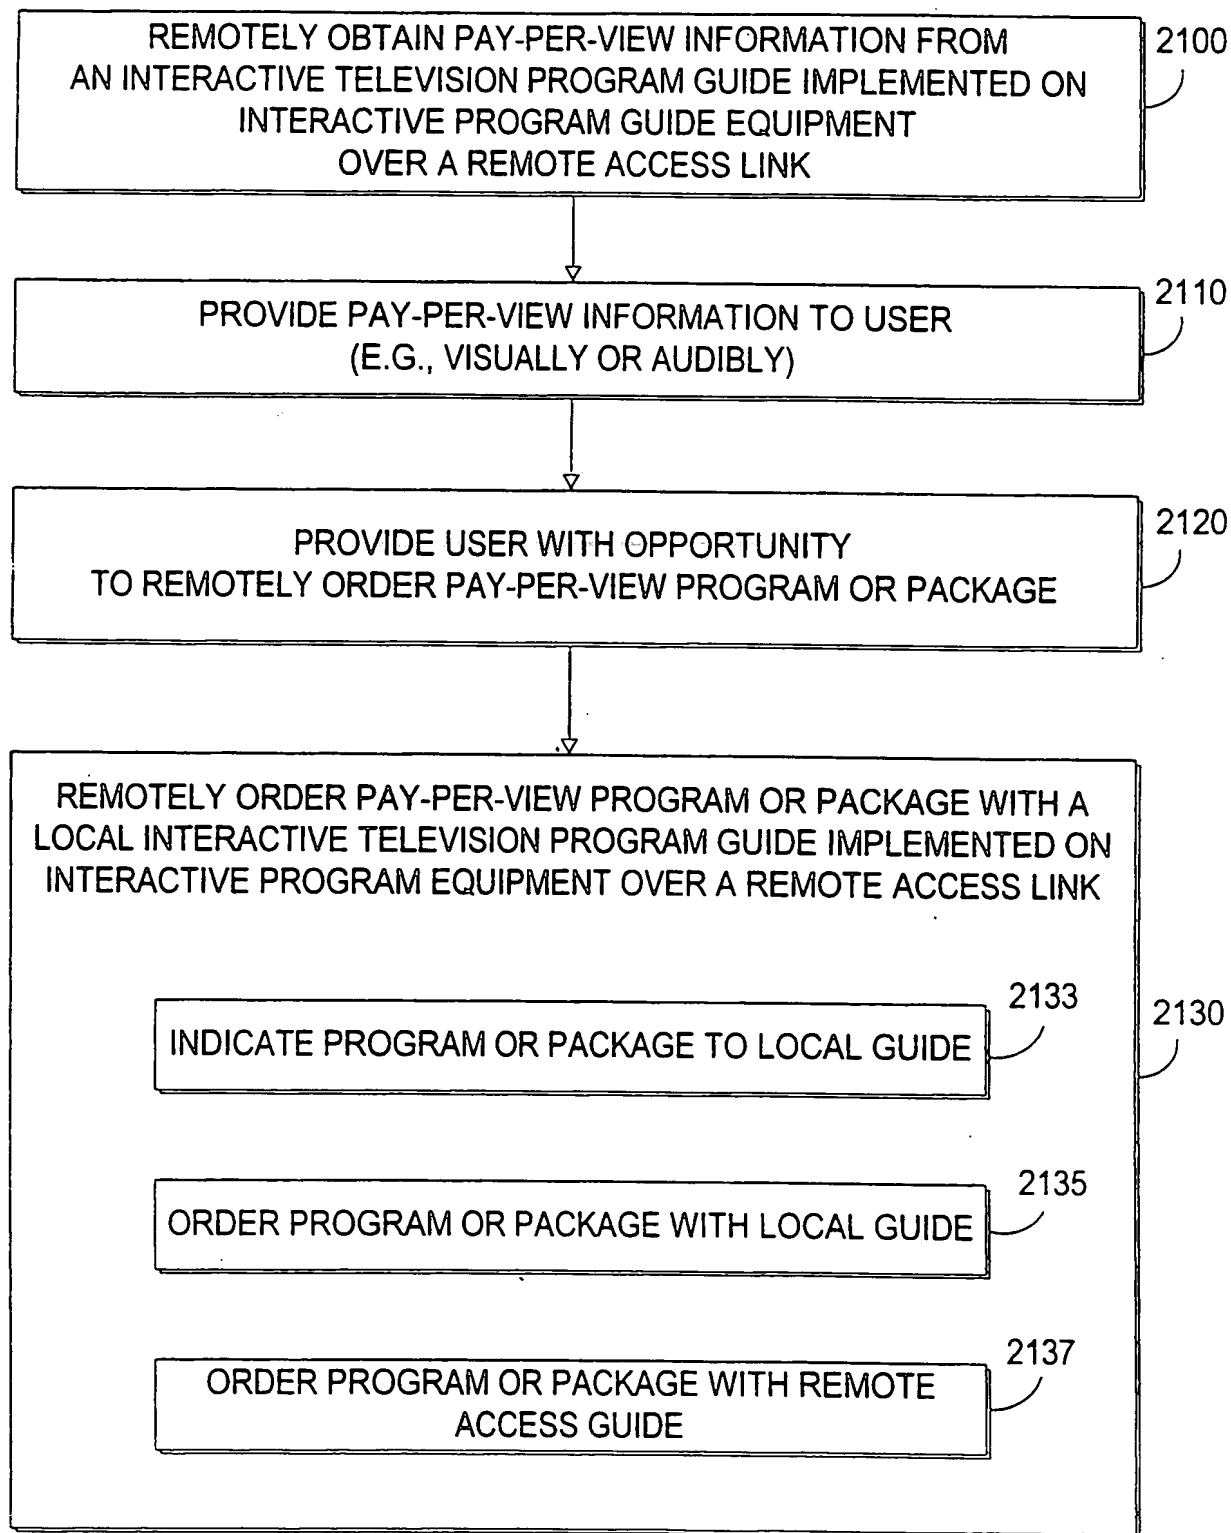 REMOTELY OBTAIN PAY-PER-VIEW INFORMATION FROM
AN INTERACTIVE TELEVISION PROGRAM GUIDE IMPLEMENTED ON
INTERACTIVE PROGRAM GUIDE EQUIPMENT
OVER A REMOTE ACCESS LINK
2100
PROVIDE PAY-PER-VIEW INFORMATION TO USER
(E.G., VISUALLY OR AUDIBLY)
2110
PROVIDE USER WITH OPPORTUNITY
TO REMOTELY ORDER PAY-PER-VIEW PROGRAM OR PACKAGE
2120
REMOTELY ORDER PAY-PER-VIEW PROGRAM OR PACKAGE WITH A
LOCAL INTERACTIVE TELEVISION PROGRAM GUIDE IMPLEMENTED ON
INTERACTIVE PROGRAM EQUIPMENT OVER A REMOTE ACCESS LINK
2130
INDICATE PROGRAM OR PACKAGE TO LOCAL GUIDE
2133
ORDER PROGRAM OR PACKAGE WITH LOCAL GUIDE
2135
ORDER PROGRAM OR PACKAGE WITH REMOTE
ACCESS GUIDE
2137